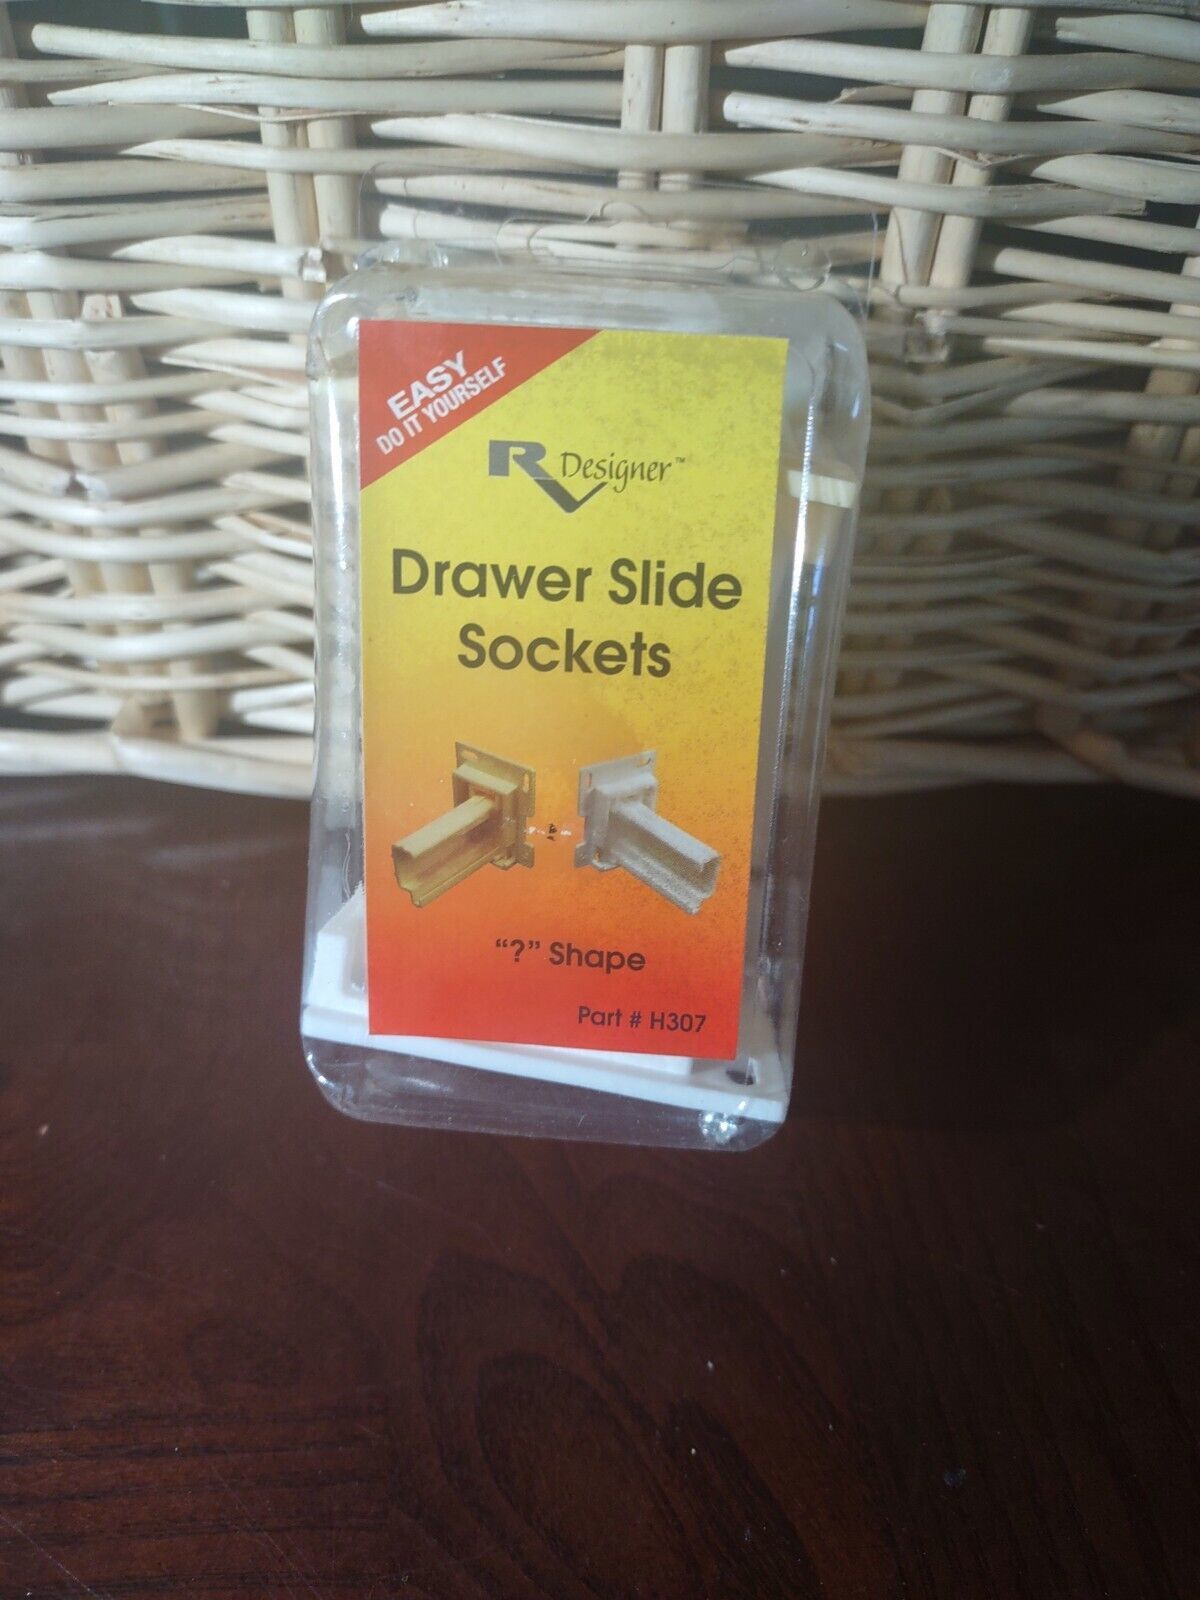 EASY
DO IT YOURSELF
RV Designer™
Drawer Slide
Sockets
"?" Shape
Part # H307